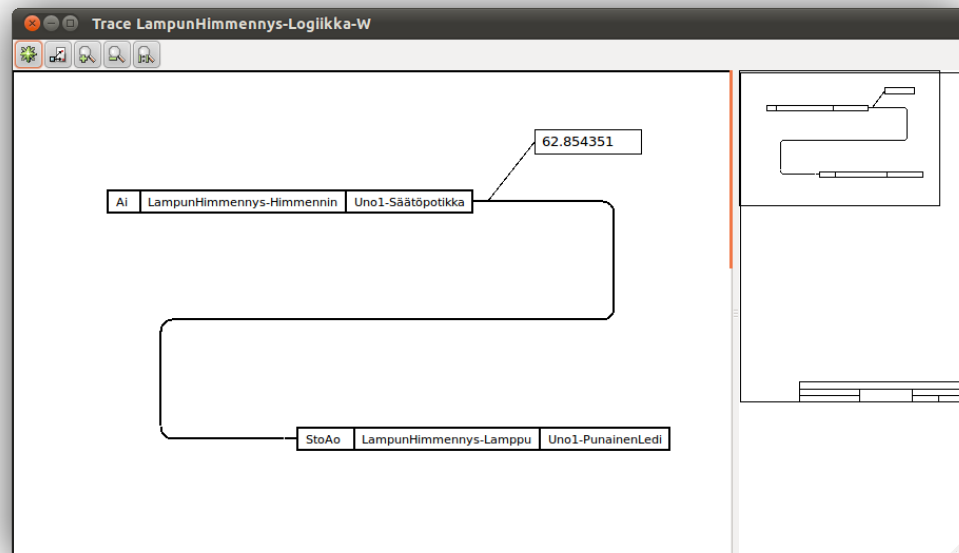 Trace LampunHimmennys-Logiikka-W
62.854351
Ai LampunHimmennys-Himmennin Uno1-Säätöpotikka
StoAo LampunHimmennys-Lamppu Uno1-PunainenLedi